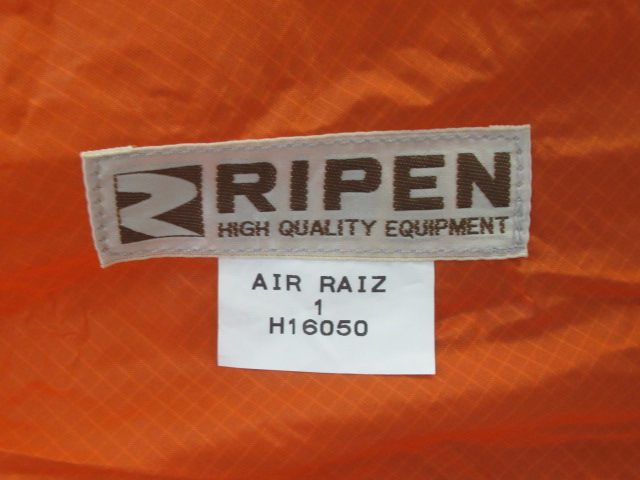 RIPEN
HIGH QUALITY EQUIPMENT
AIR RAIZ
1
H16050